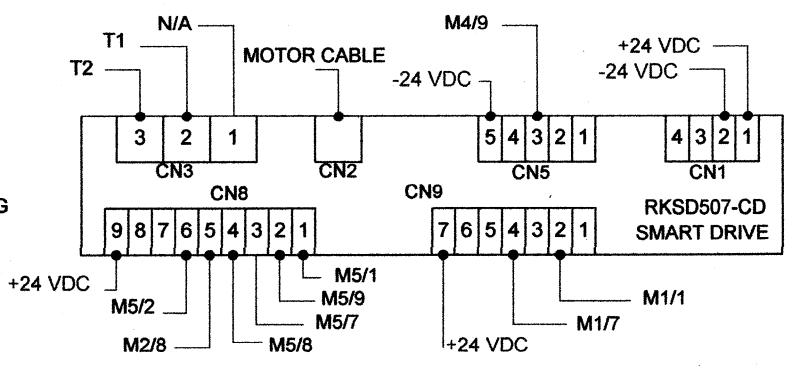 N/A
M4/9
T1
+24 VDC
T2
MOTOR CABLE
-24 VDC
-24 VDC
3 2 1
5 4 3 2 1
4 3 2 1
CN3
CN2
CN5
CN1
CN8
CN9
G
RKSD507-CD
SMART DRIVE
9 8 7 6 5 4 3 2 1
7 6 5 4 3 2 1
+24 VDC
M5/1
M5/2
M5/9
M1/1
M5/7
M1/7
M2/8
M5/8
+24 VDC